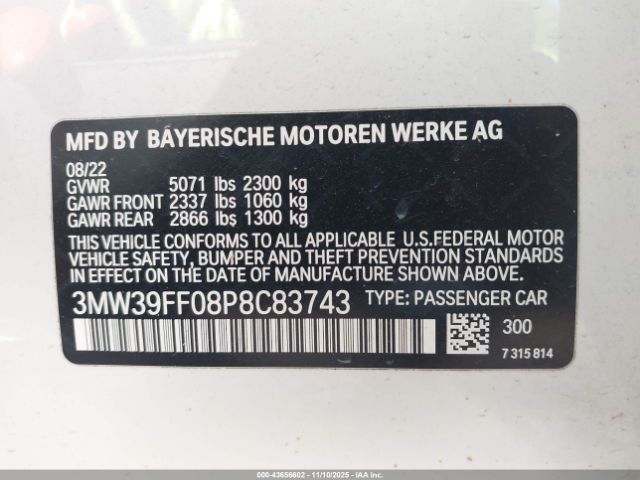 MFD BY BAYERISCHE MOTOREN WERKE AG
08/22
GVWR 5071 lbs 2300 kg
GAWR FRONT 2337 lbs 1060 kg
GAWR REAR 2866 lbs 1300 kg
THIS VEHICLE CONFORMS TO ALL APPLICABLE U.S.FEDERAL MOTOR
VEHICLE SAFETY, BUMPER AND THEFT PREVENTION STANDARDS
IN EFFECT ON THE DATE OF MANUFACTURE SHOWN ABOVE.
3MW39FF08P8C83743 TYPE: PASSENGER CAR
300
7 315 814
000-43656602 - 11/10/2025 - IAAI.com